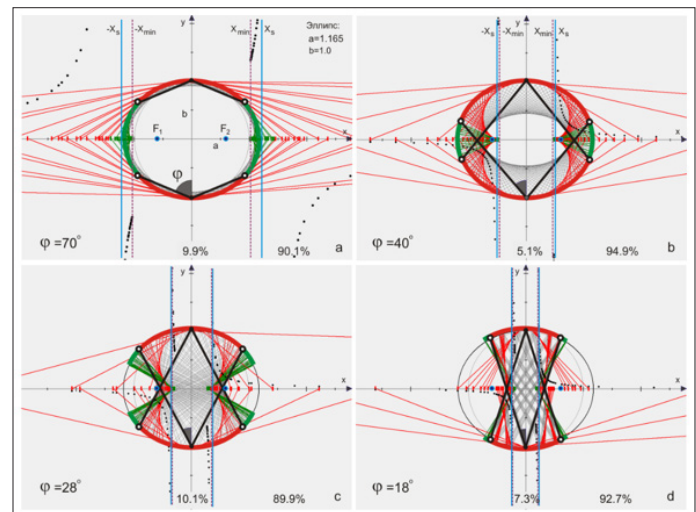 y
-Xs
-Xmin
Xmin
Xs
Эллипс:
a=1.165
b=1.0
x
b
F1
F2
a
φ
φ=70°
9.9%
90.1%
a
y
-Xs
-Xmin
Xmin
Xs
x
φ=40°
5.1%
94.9%
b
y
x
φ=28°
10.1%
89.9%
c
y
x
φ=18°
7.3%
92.7%
d